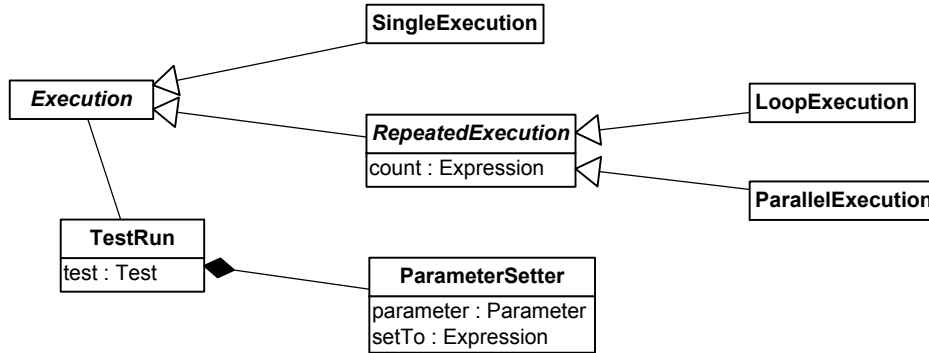 SingleExecution
Execution
LoopExecution
RepeatedExecution
count : Expression
ParallelExecution
TestRun
test : Test
ParameterSetter
parameter : Parameter
setTo : Expression